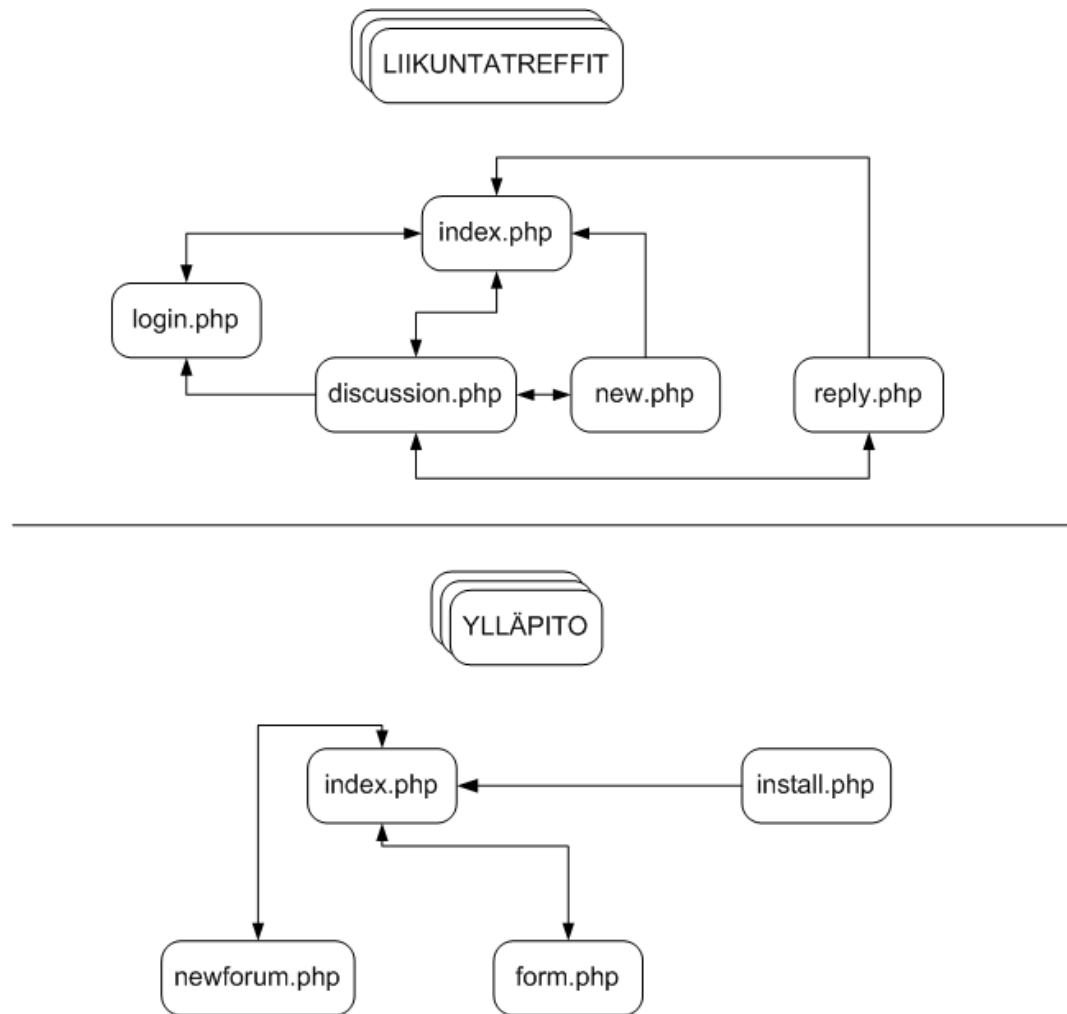 LIIKUNTATREFFIT
index.php
login.php
discussion.php
new.php
reply.php
YLLÄPITO
index.php
install.php
newforum.php
form.php